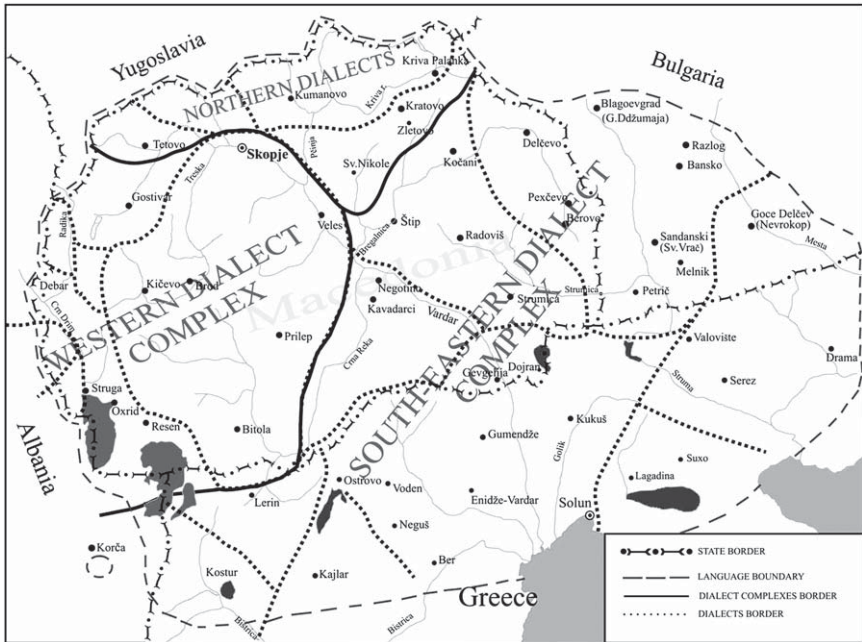 Yugoslavia
Bulgaria
NORTHERN DIALECTS
Kriva Palanka
Kumanovo
Kriva r.
Kratovo
Zletovo
Blagoevgrad
(G.Ddžumaja)
Tetovo
Skopje
Pčinja
Delčevo
Razlog
Bansko
Treska
Sv.Nikole
Kočani
Gostivar
Radika
Veles
Štip
Pexčevo
Berovo
Goce Delčev
(Nevrokop)
Bregalnica
Radoviš
Sandanski
(Sv.Vrač)
Mesta
Melnik
Debar
Kičevo
Brod
Macedonia
Negotina
Kavadarci
Strumica
Strumica
Petrič
WESTERN DIALECT
COMPLEX
SOUTH-EASTERN DIALECT
COMPLEX
Crn Drim
Prilep
Vardar
Crna Reka
Valovište
Drama
Dojran
Gevgelija
Struma
Serez
Struga
Oxrid
Resen
Bitola
Kukuš
Albania
Gumendže
Golik
Suxo
Lagadina
Ostrovo
Voden
Lerin
Enidže-Vardar
Solun
Neguš
Korča
Kostur
Kajlar
Ber
Greece
Bistrica
Bistrica
STATE BORDER
LANGUAGE BOUNDARY
DIALECT COMPLEXES BORDER
DIALECTS BORDER